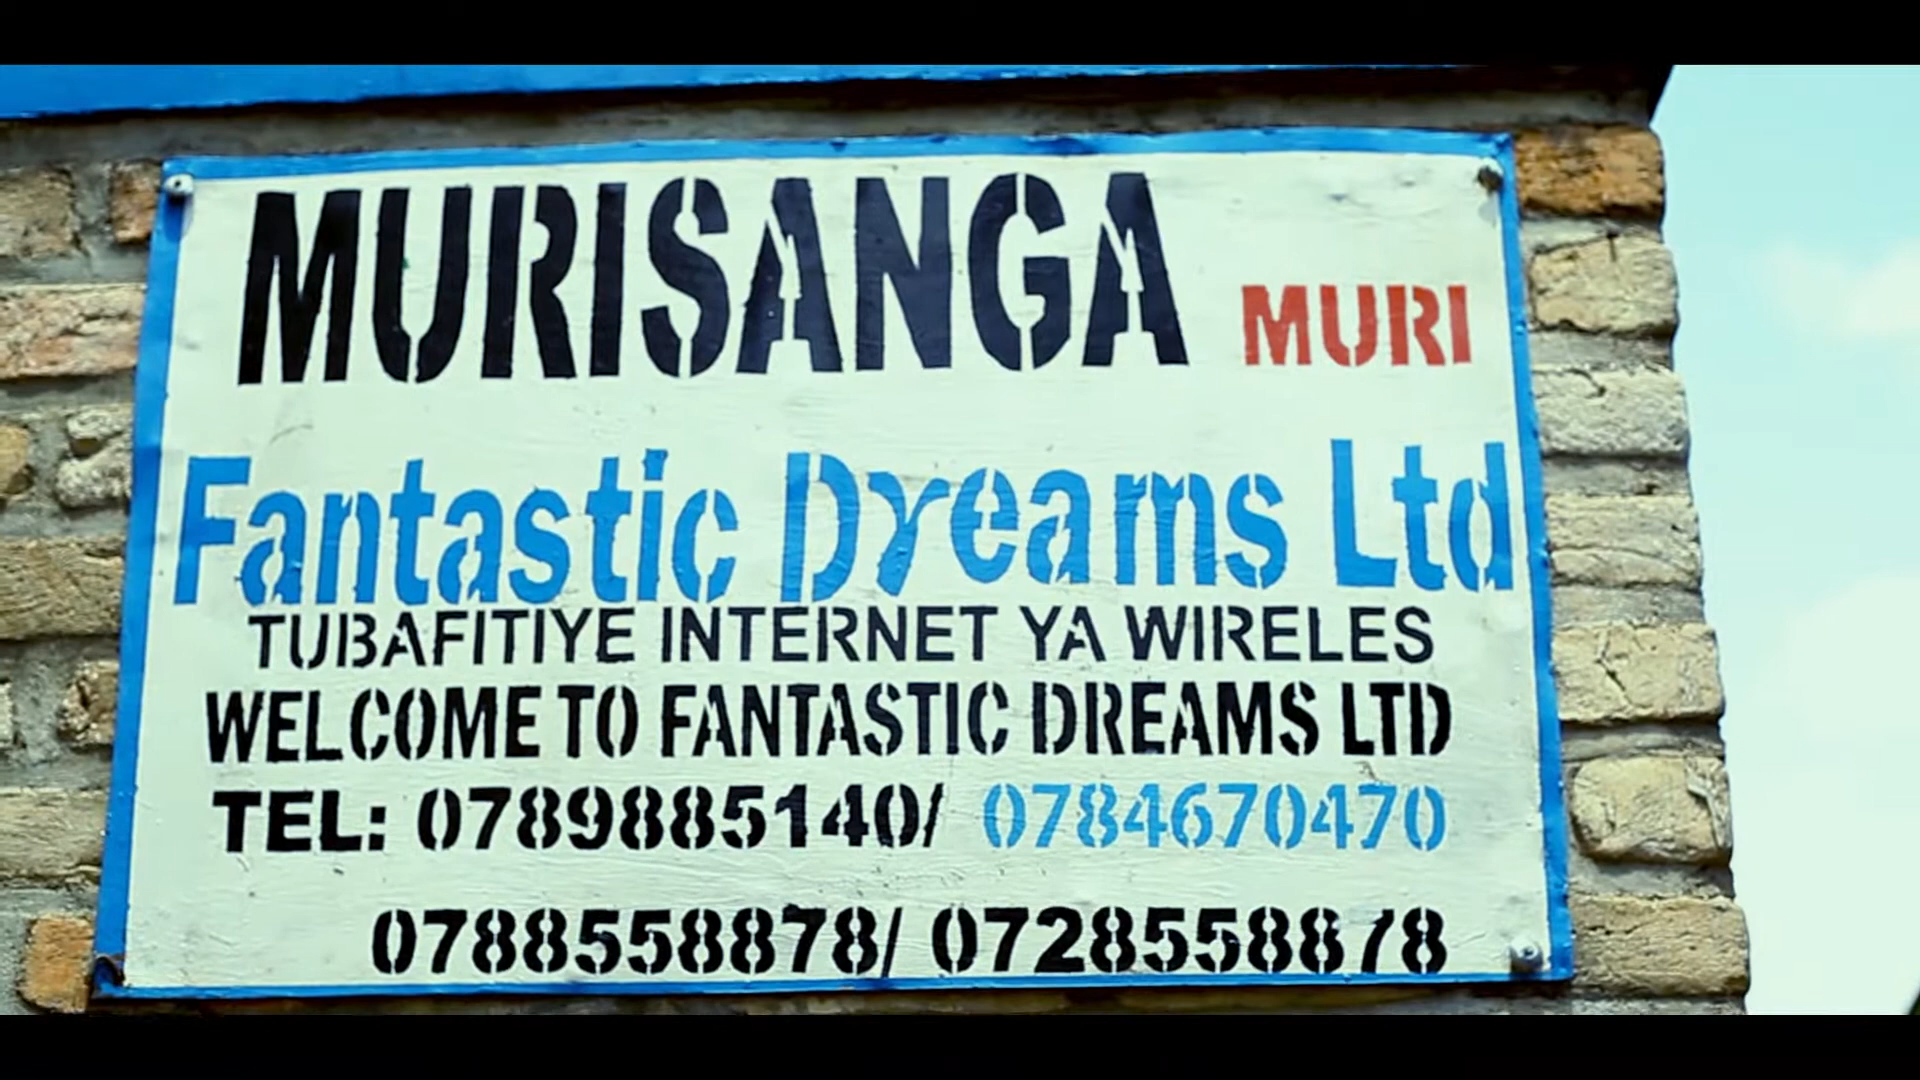 MURISANGA MURI
Fantastic Dreams Ltd
TUBAFITIYE INTERNET YA WIRELES
WELCOME TO FANTASTIC DREAMS LTD
TEL: 0789885140/ 0784670470
0788558878/ 0728558878